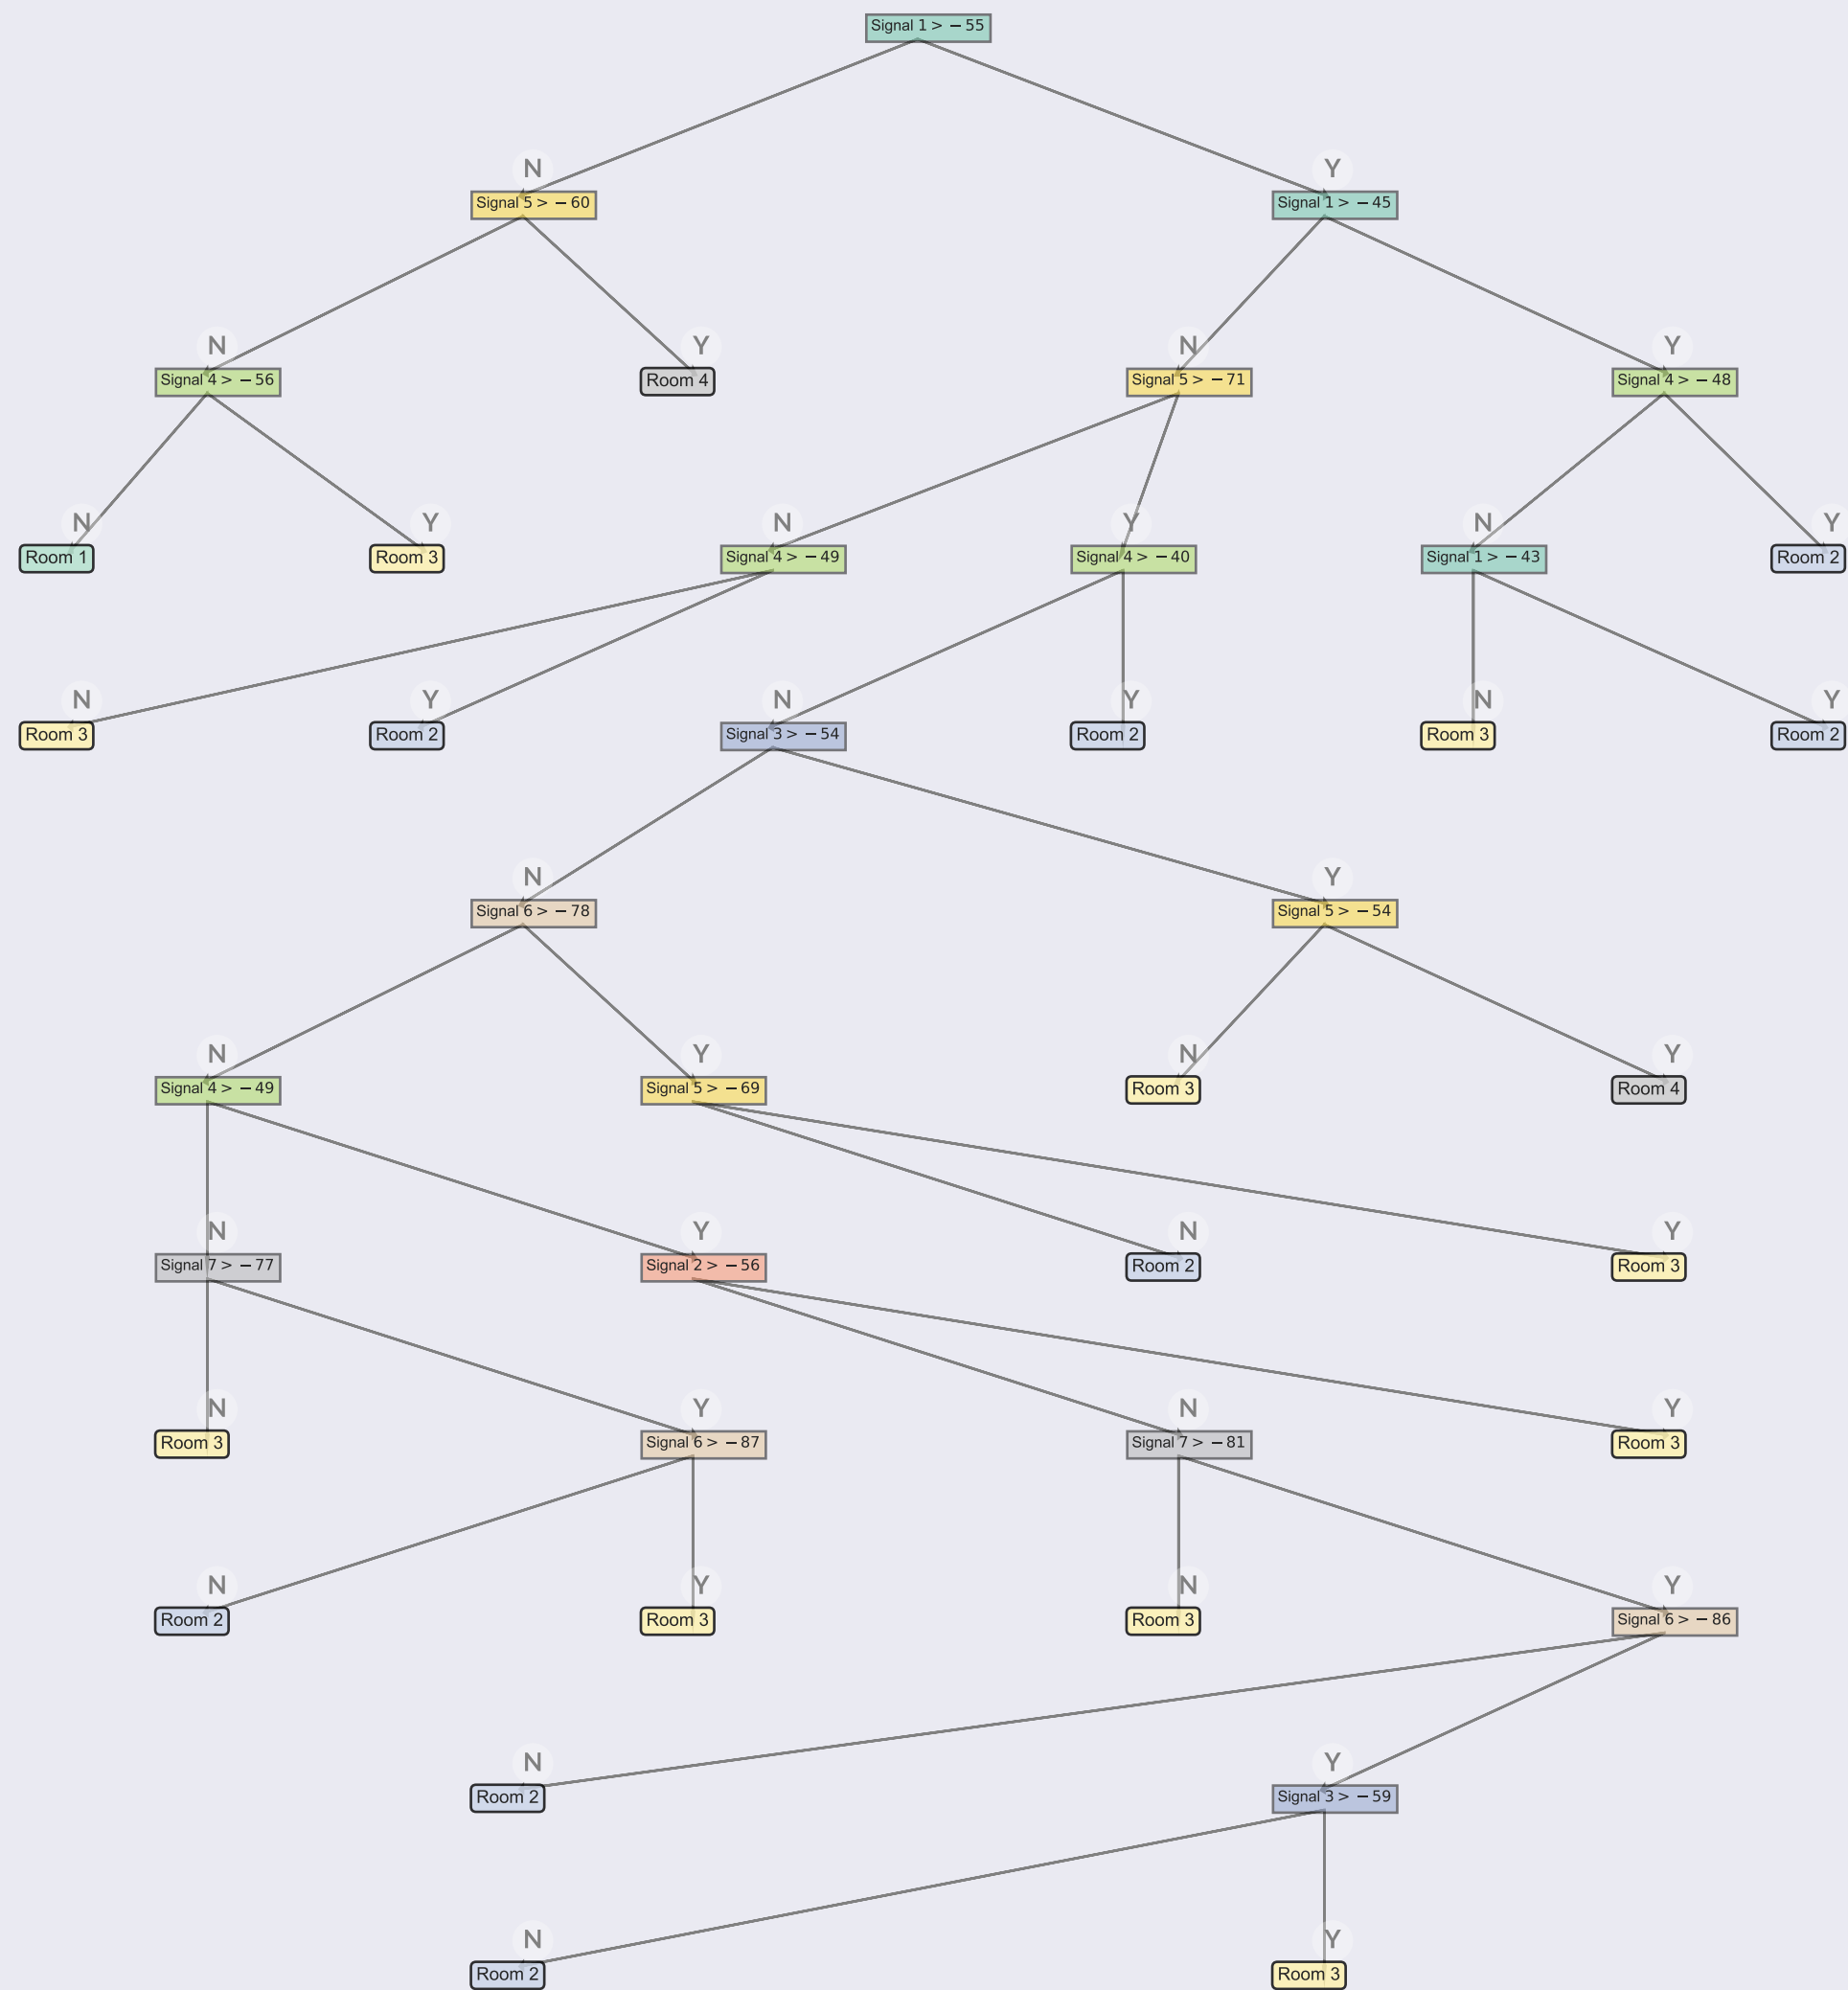 Signal 1 > −55
N
Y
Signal 5 > −60
Signal 1 > −45
N
Y
N
Y
Signal 4 > −56
Room 4
Signal 5 > −71
Signal 4 > −48
N
Y
N
Y
N
Y
Room 1
Room 3
Signal 4 > −49
Signal 4 > −40
Signal 1 > −43
Room 2
N
Y
N
Y
N
Y
Room 3
Room 2
Signal 3 > −54
Room 2
Room 3
Room 2
N
Y
Signal 6 > −78
Signal 5 > −54
N
Y
N
Y
Signal 4 > −49
Signal 5 > −69
Room 3
Room 4
N
Y
N
Y
Signal 7 > −77
Signal 2 > −56
Room 2
Room 3
N
Y
N
Y
Room 3
Signal 6 > −87
Signal 7 > −81
Room 3
N
Y
N
Y
Room 2
Room 3
Room 3
Signal 6 > −86
N
Y
Room 2
Signal 3 > −59
N
Y
Room 2
Room 3